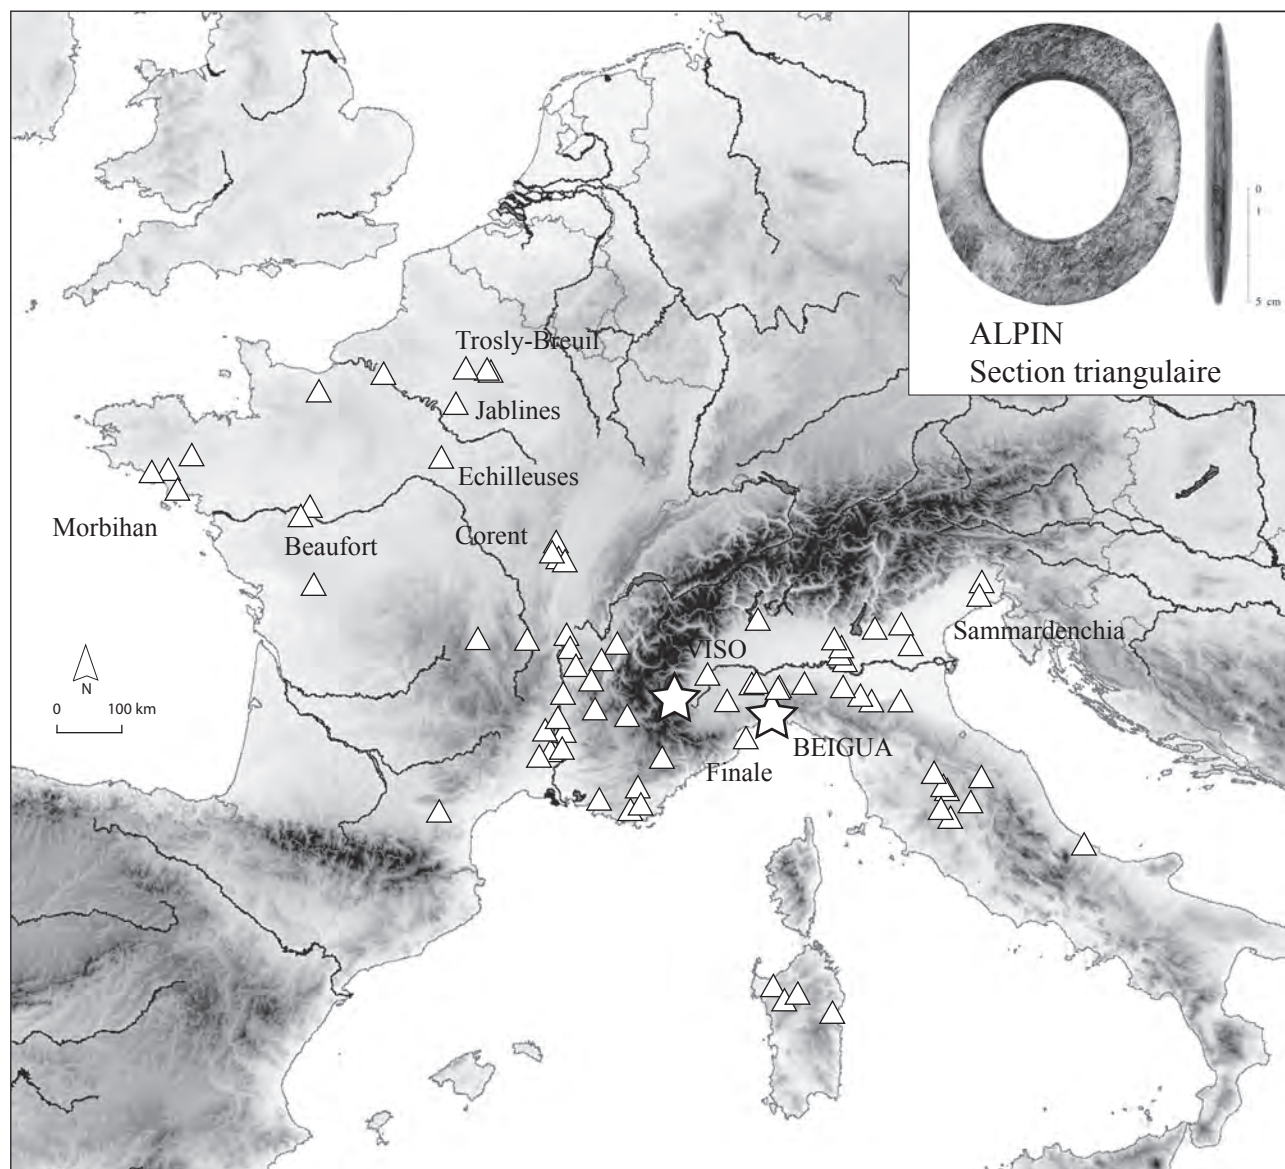 0
1
5 cm
ALPIN
Section triangulaire
Trosly-Breuil
Jablines
Echilleuses
Morbihan
Beaufort
Corent
Sammardenchia
VISO
N
0 100 km
BEIGUA
Finale